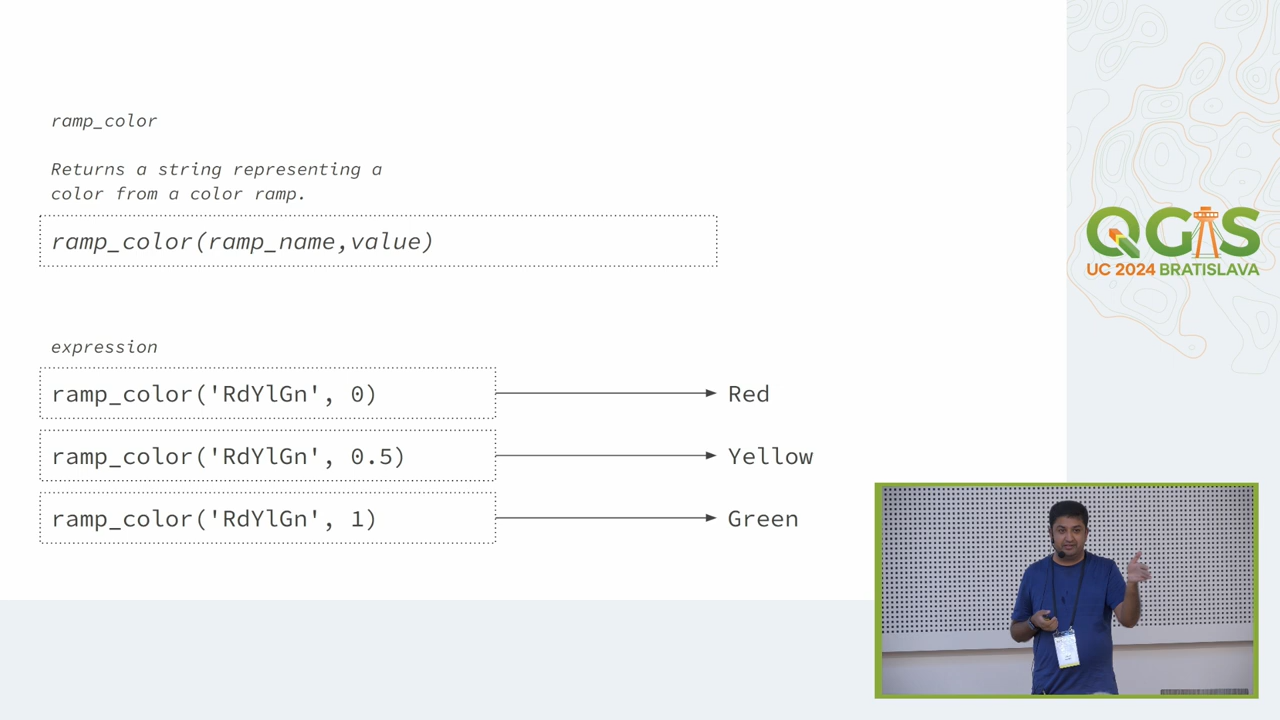 ramp_color
Returns a string representing a
color from a color ramp.
ramp_color(ramp_name,value)
expression
ramp_color('RdYlGn', 0)
Red
ramp_color('RdYlGn', 0.5)
Yellow
ramp_color('RdYlGn', 1)
Green
QGIS
UC 2024 BRATISLAVA